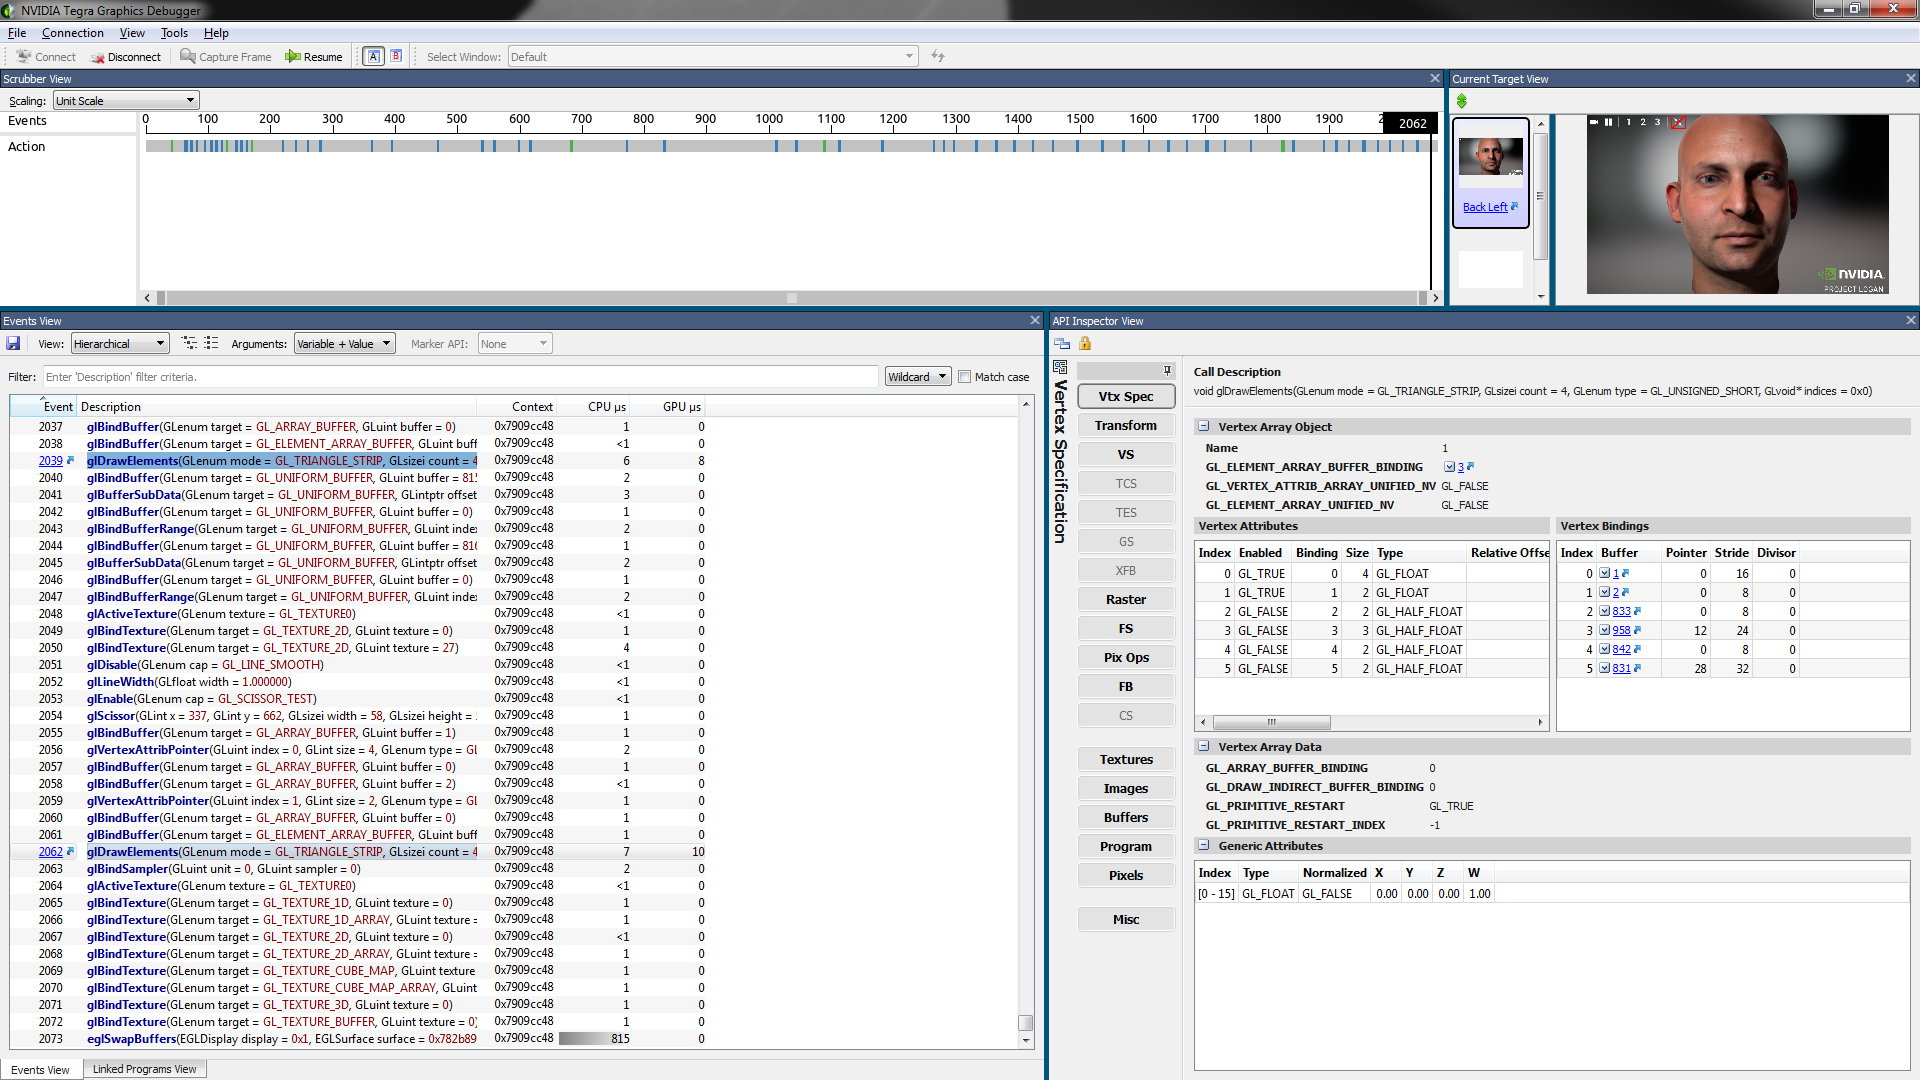 NVIDIA Tegra Graphics Debugger
File Connection View Tools Help
Connect Disconnect Capture Frame Resume A B Select Window: Default
Scrubber View
Scaling: Unit Scale
Events 0 100 200 300 400 500 600 700 800 900 1000 1100 1200 1300 1400 1500 1600 1700 1800 1900 2062
Action
Current Target View
Back Left
1 2 3
NVIDIA.
PROJECT LOGAN
Events View
View: Hierarchical Arguments: Variable + Value Marker API: None
Filter: Enter 'Description' filter criteria. Wildcard Match case
Event Description Context CPU µs GPU µs
2037 glBindBuffer(GLenum target = GL_ARRAY_BUFFER, GLuint buffer = 0) 0x7909cc48 1 0
2038 glBindBuffer(GLenum target = GL_ELEMENT_ARRAY_BUFFER, GLuint buff 0x7909cc48 <1 0
2039 glDrawElements(GLenum mode = GL_TRIANGLE_STRIP, GLsizei count = 4 0x7909cc48 6 8
2040 glBindBuffer(GLenum target = GL_UNIFORM_BUFFER, GLuint buffer = 815 0x7909cc48 2 0
2041 glBufferSubData(GLenum target = GL_UNIFORM_BUFFER, GLintptr offset 0x7909cc48 3 0
2042 glBindBuffer(GLenum target = GL_UNIFORM_BUFFER, GLuint buffer = 0) 0x7909cc48 1 0
2043 glBindBufferRange(GLenum target = GL_UNIFORM_BUFFER, GLuint index 0x7909cc48 2 0
2044 glBindBuffer(GLenum target = GL_UNIFORM_BUFFER, GLuint buffer = 816 0x7909cc48 1 0
2045 glBufferSubData(GLenum target = GL_UNIFORM_BUFFER, GLintptr offset 0x7909cc48 2 0
2046 glBindBuffer(GLenum target = GL_UNIFORM_BUFFER, GLuint buffer = 0) 0x7909cc48 1 0
2047 glBindBufferRange(GLenum target = GL_UNIFORM_BUFFER, GLuint index 0x7909cc48 2 0
2048 glActiveTexture(GLenum texture = GL_TEXTURE0) 0x7909cc48 <1 0
2049 glBindTexture(GLenum target = GL_TEXTURE_2D, GLuint texture = 0) 0x7909cc48 1 0
2050 glBindTexture(GLenum target = GL_TEXTURE_2D, GLuint texture = 27) 0x7909cc48 4 0
2051 glDisable(GLenum cap = GL_LINE_SMOOTH) 0x7909cc48 <1 0
2052 glLineWidth(GLfloat width = 1.000000) 0x7909cc48 <1 0
2053 glEnable(GLenum cap = GL_SCISSOR_TEST) 0x7909cc48 <1 0
2054 glScissor(GLint x = 337, GLint y = 662, GLsizei width = 58, GLsizei height = 0x7909cc48 1 0
2055 glBindBuffer(GLenum target = GL_ARRAY_BUFFER, GLuint buffer = 1) 0x7909cc48 1 0
2056 glVertexAttribPointer(GLuint index = 0, GLint size = 4, GLenum type = GL 0x7909cc48 2 0
2057 glBindBuffer(GLenum target = GL_ARRAY_BUFFER, GLuint buffer = 0) 0x7909cc48 1 0
2058 glBindBuffer(GLenum target = GL_ARRAY_BUFFER, GLuint buffer = 2) 0x7909cc48 <1 0
2059 glVertexAttribPointer(GLuint index = 1, GLint size = 2, GLenum type = GL 0x7909cc48 1 0
2060 glBindBuffer(GLenum target = GL_ARRAY_BUFFER, GLuint buffer = 0) 0x7909cc48 1 0
2061 glBindBuffer(GLenum target = GL_ELEMENT_ARRAY_BUFFER, GLuint buff 0x7909cc48 1 0
2062 glDrawElements(GLenum mode = GL_TRIANGLE_STRIP, GLsizei count = 4 0x7909cc48 7 10
2063 glBindSampler(GLuint unit = 0, GLuint sampler = 0) 0x7909cc48 2 0
2064 glActiveTexture(GLenum texture = GL_TEXTURE0) 0x7909cc48 <1 0
2065 glBindTexture(GLenum target = GL_TEXTURE_1D, GLuint texture = 0) 0x7909cc48 1 0
2066 glBindTexture(GLenum target = GL_TEXTURE_1D_ARRAY, GLuint texture = 0x7909cc48 1 0
2067 glBindTexture(GLenum target = GL_TEXTURE_2D, GLuint texture = 0) 0x7909cc48 <1 0
2068 glBindTexture(GLenum target = GL_TEXTURE_2D_ARRAY, GLuint texture = 0x7909cc48 1 0
2069 glBindTexture(GLenum target = GL_TEXTURE_CUBE_MAP, GLuint texture 0x7909cc48 1 0
2070 glBindTexture(GLenum target = GL_TEXTURE_CUBE_MAP_ARRAY, GLuint 0x7909cc48 1 0
2071 glBindTexture(GLenum target = GL_TEXTURE_3D, GLuint texture = 0) 0x7909cc48 1 0
2072 glBindTexture(GLenum target = GL_TEXTURE_BUFFER, GLuint texture = 0) 0x7909cc48 1 0
2073 eglSwapBuffers(EGLDisplay display = 0x1, EGLSurface surface = 0x782b89 0x7909cc48 815 0
Events View Linked Programs View
API Inspector View
Vertex Specification
Vtx Spec
Transform
VS
TCS
TES
GS
XFB
Raster
FS
Pix Ops
FB
CS
Textures
Images
Buffers
Program
Pixels
Misc
Call Description
void glDrawElements(GLenum mode = GL_TRIANGLE_STRIP, GLsizei count = 4, GLenum type = GL_UNSIGNED_SHORT, GLvoid* indices = 0x0)
Vertex Array Object
Name 1
GL_ELEMENT_ARRAY_BUFFER_BINDING 3
GL_VERTEX_ATTRIB_ARRAY_UNIFIED_NV GL_FALSE
GL_ELEMENT_ARRAY_UNIFIED_NV GL_FALSE
Vertex Attributes
Index Enabled Binding Size Type Relative Offse
0 GL_TRUE 0 4 GL_FLOAT
1 GL_TRUE 1 2 GL_FLOAT
2 GL_FALSE 2 2 GL_HALF_FLOAT
3 GL_FALSE 3 3 GL_HALF_FLOAT
4 GL_FALSE 4 2 GL_HALF_FLOAT
5 GL_FALSE 5 2 GL_HALF_FLOAT
Vertex Bindings
Index Buffer Pointer Stride Divisor
0 1 0 16 0
1 2 0 8 0
2 833 0 8 0
3 958 12 24 0
4 842 0 8 0
5 831 28 32 0
Vertex Array Data
GL_ARRAY_BUFFER_BINDING 0
GL_DRAW_INDIRECT_BUFFER_BINDING 0
GL_PRIMITIVE_RESTART GL_TRUE
GL_PRIMITIVE_RESTART_INDEX -1
Generic Attributes
Index Type Normalized X Y Z W
[0 - 15] GL_FLOAT GL_FALSE 0.00 0.00 0.00 1.00